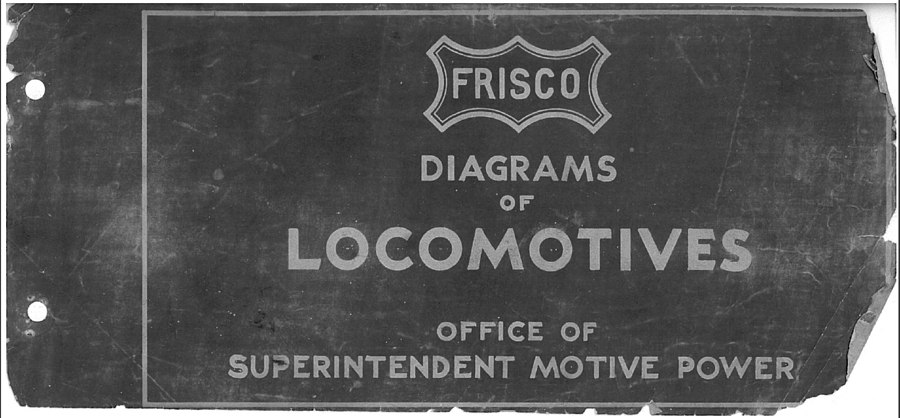 FRISCO
DIAGRAMS
OF
LOCOMOTIVES
OFFICE OF
SUPERINTENDENT MOTIVE POWER